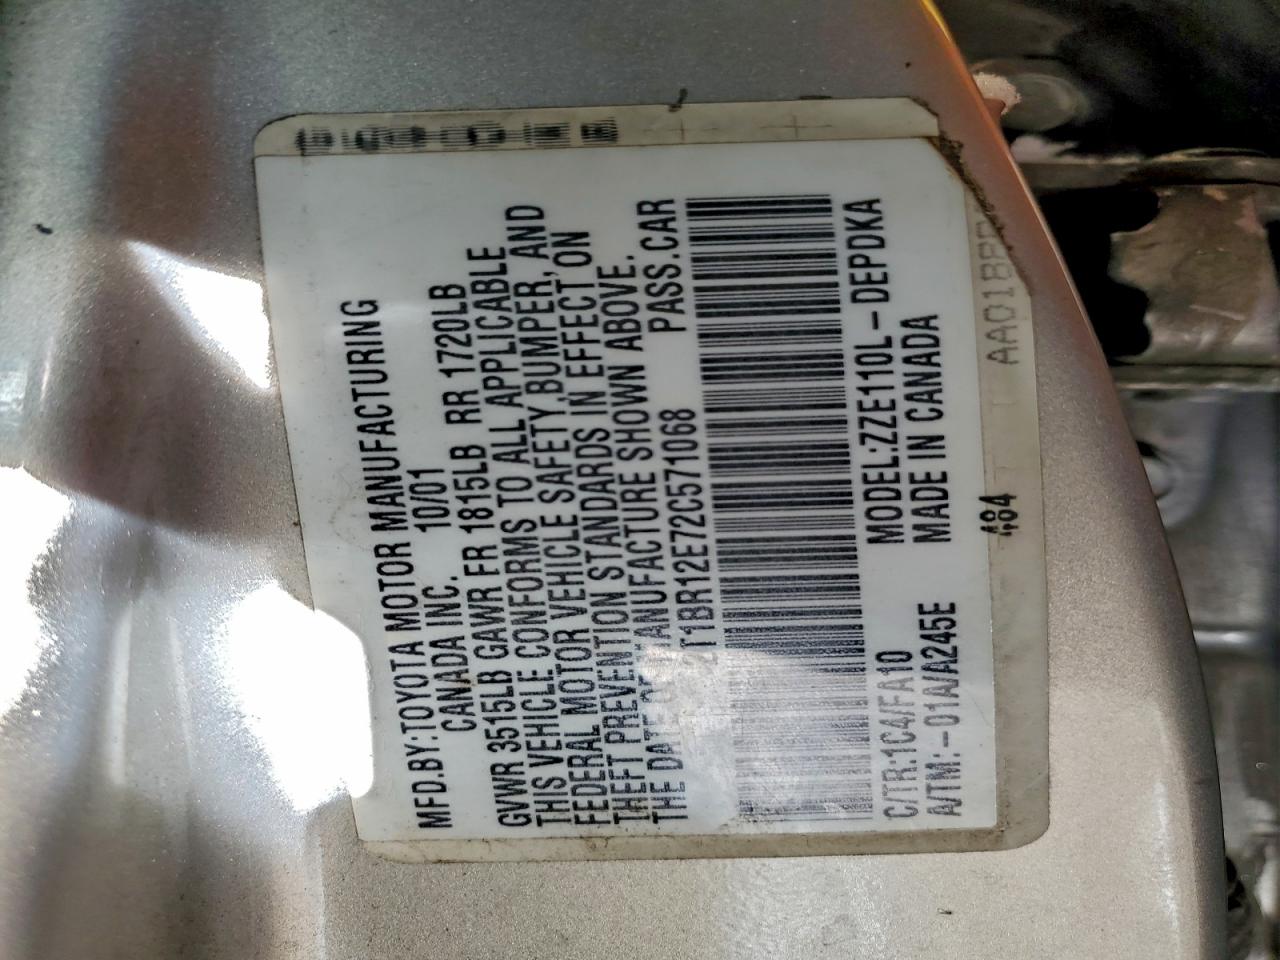 MFD.BY:TOYOTA MOTOR MANUFACTURING
CANADA INC. 10/01
GVWR 3515LB GAWR FR 1815LB RR 1720LB
THIS VEHICLE CONFORMS TO ALL APPLICABLE
FEDERAL MOTOR VEHICLE SAFETY,BUMPER, AND
THEFT PREVENTION STANDARDS IN EFFECT ON
THE DATE OF MANUFACTURE SHOWN ABOVE.
2T1BR12E72C571068 PASS.CAR
C/TR:1C4/FA10 MODEL:ZZE110L-DEPDKA
A/TM:-01A/A245E MADE IN CANADA
484